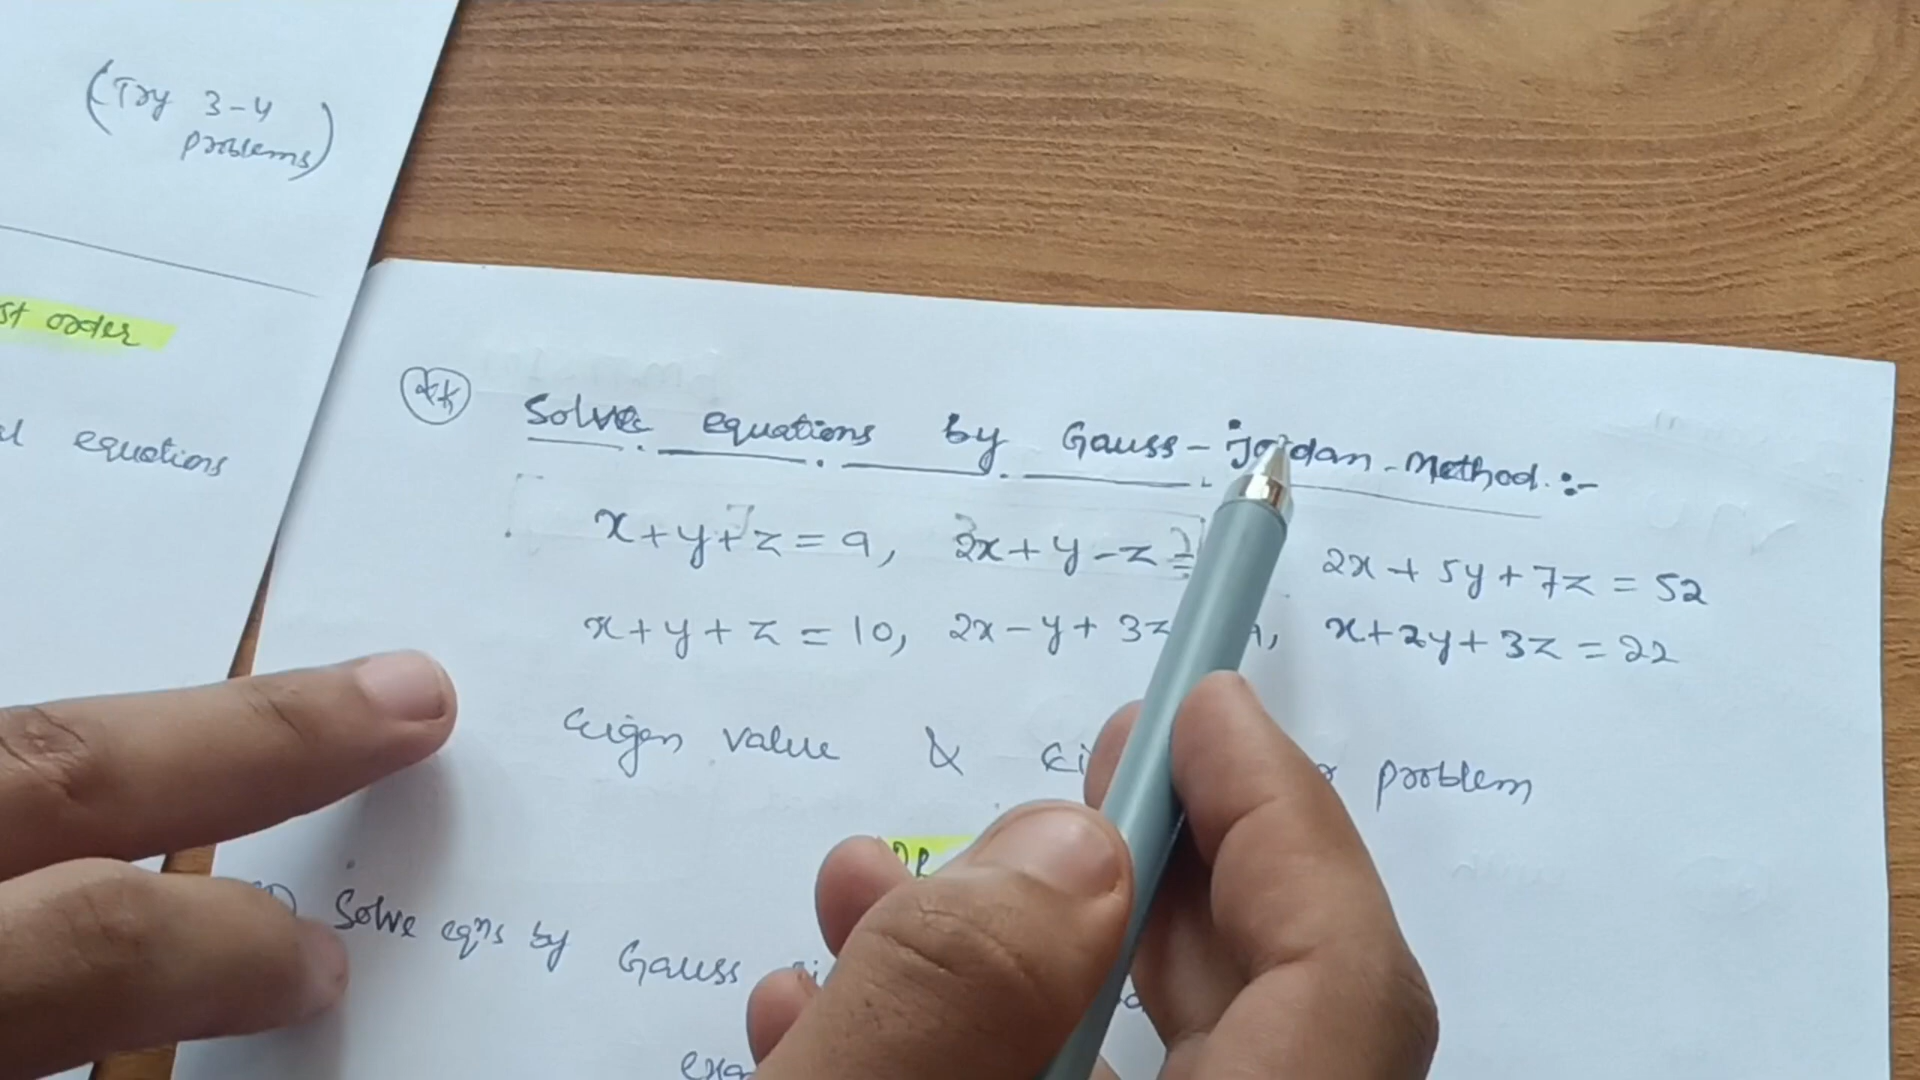 (Try 3-4
problems)
st order
equations
Solve equations by Gauss-jordan-Method:-
x+y+z=9, 2x+y-z= 2x+5y+7z=52
x+y+z=10, 2x-y+3z x+2y+3z=22
eigen value & problem
Solve eqns by Gauss